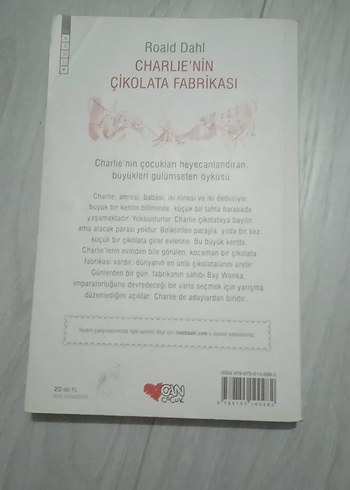 Roald Dahl
CHARLIE'NİN
ÇİKOLATA FABRİKASI
Charlie'nin çocukları heyecanlandıran,
büyükleri gülümseten öyküsü
Charlie; annesi, babası, iki ninesi ve iki dedesiyle,
büyük bir kentin bitiminde, küçük bir tahta barakada
yaşamaktadır. Yoksuldurlar. Charlie çikolataya bayılır,
ama alacak parası yoktur. Biriktirilen parayla, yılda bir kez,
küçük bir çikolata girer evlerine. Bu büyük kentte,
Charlie'lerin evinden bile görülen, kocaman bir çikolata
fabrikası vardır; dünyanın en ünlü çikolatalarını üretir.
Günlerden bir gün, fabrikanın sahibi Bay Wonka,
imparatorluğunu devredeceği bir varis seçmek için yarışma
düzenlediğini açıklar; Charlie de adaylardan biridir...
CAN
ÇOCUK